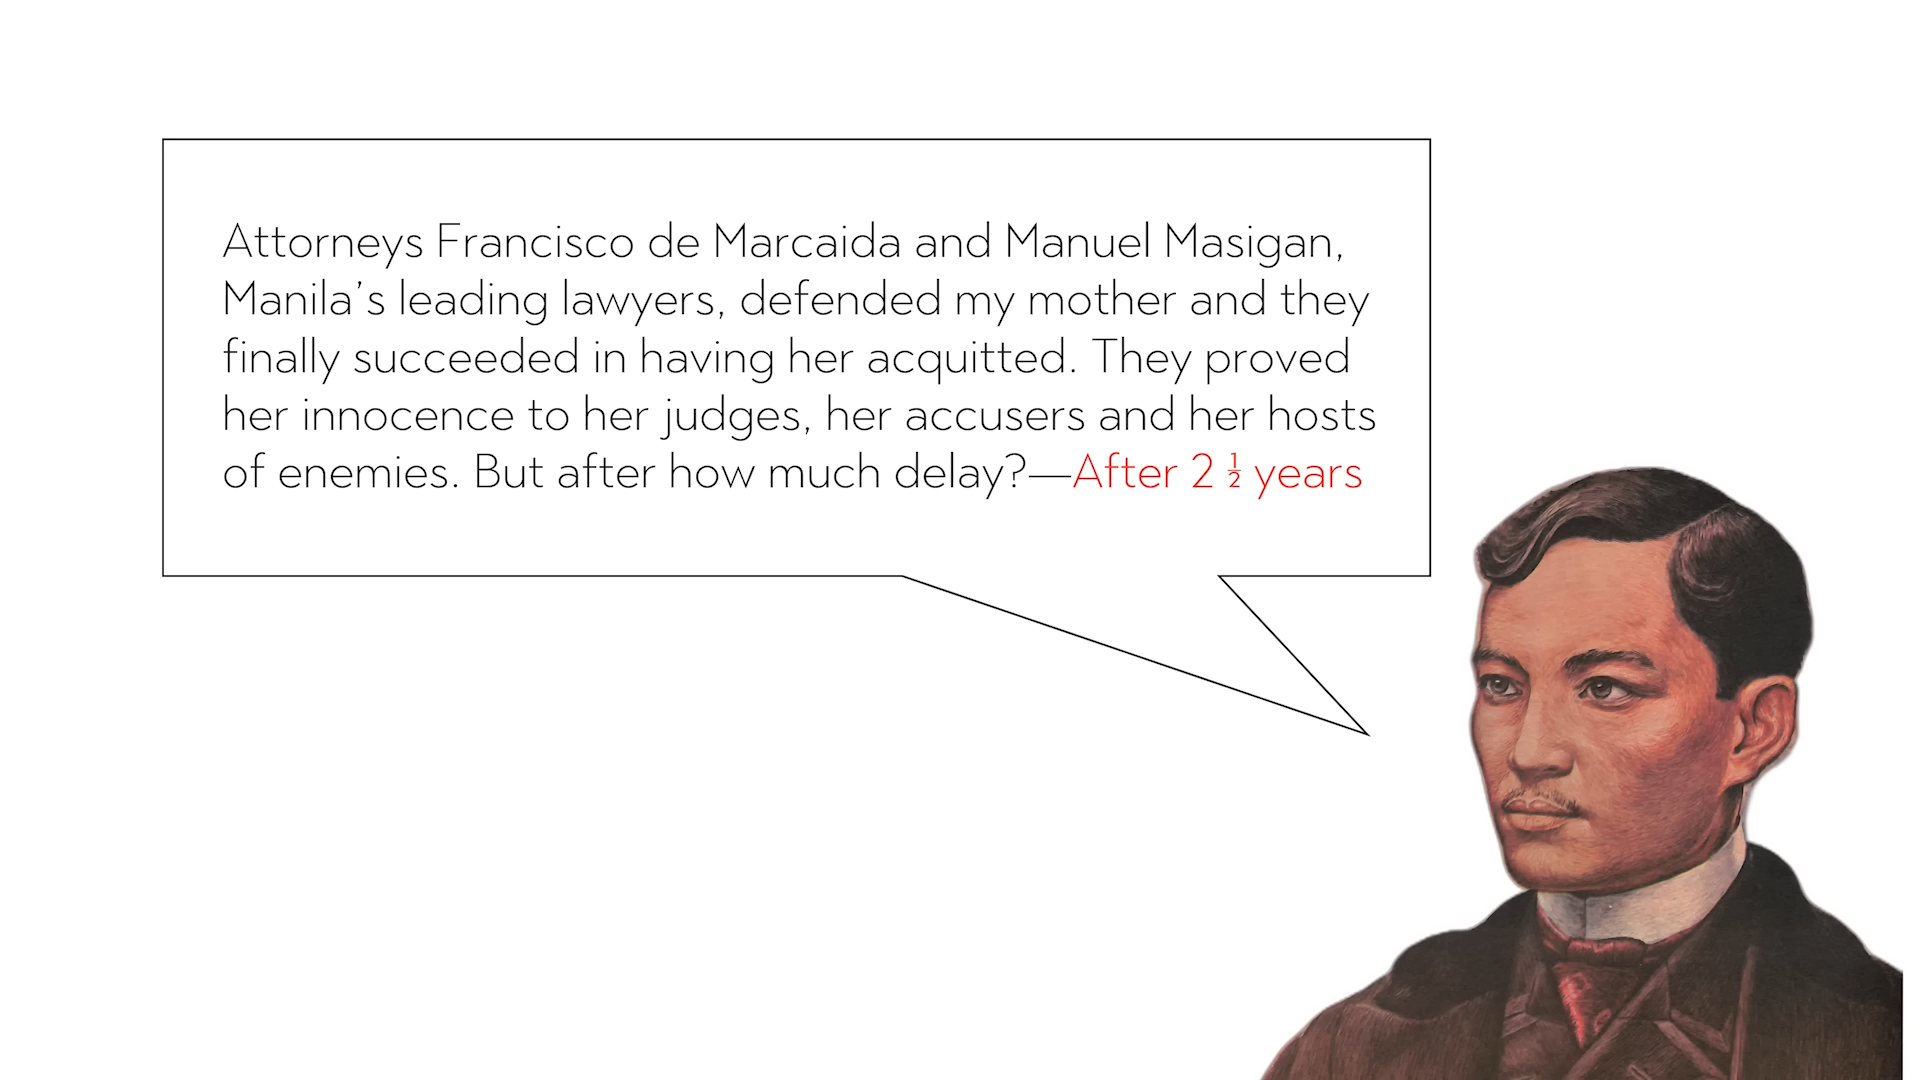 Attorneys Francisco de Marcaida and Manuel Masigan,
Manila’s leading lawyers, defended my mother and they
finally succeeded in having her acquitted. They proved
her innocence to her judges, her accusers and her hosts
of enemies. But after how much delay?—After 2 ½ years